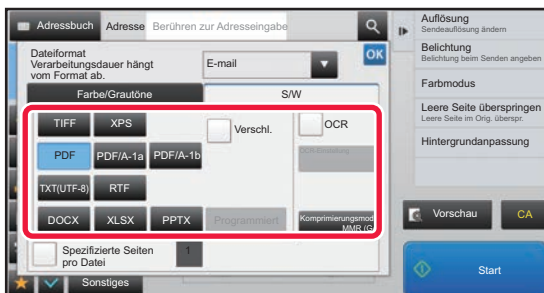 Adressbuch
Adresse
Berühren zur Adresseingabe
Dateiformat
Verarbeitungsdauer hängt
vom Format ab.
E-mail
OK
Farbe/Grautöne
S/W
TIFF
XPS
Verschl.
OCR
PDF
PDF/A-1a
PDF/A-1b
OCR-Einstellung
TXT(UTF-8)
RTF
DOCX
XLSX
PPTX
Programmiert
Komprimierungsmod
MMR (G
Spezifizierte Seiten
pro Datei
1
Sonstiges
Auflösung
Sendeauflösung ändern
Belichtung
Belichtung beim Senden angeben
Farbmodus
Leere Seite überspringen
Leere Seite im Orig. überspr.
Hintergrundanpassung
Vorschau
CA
Start